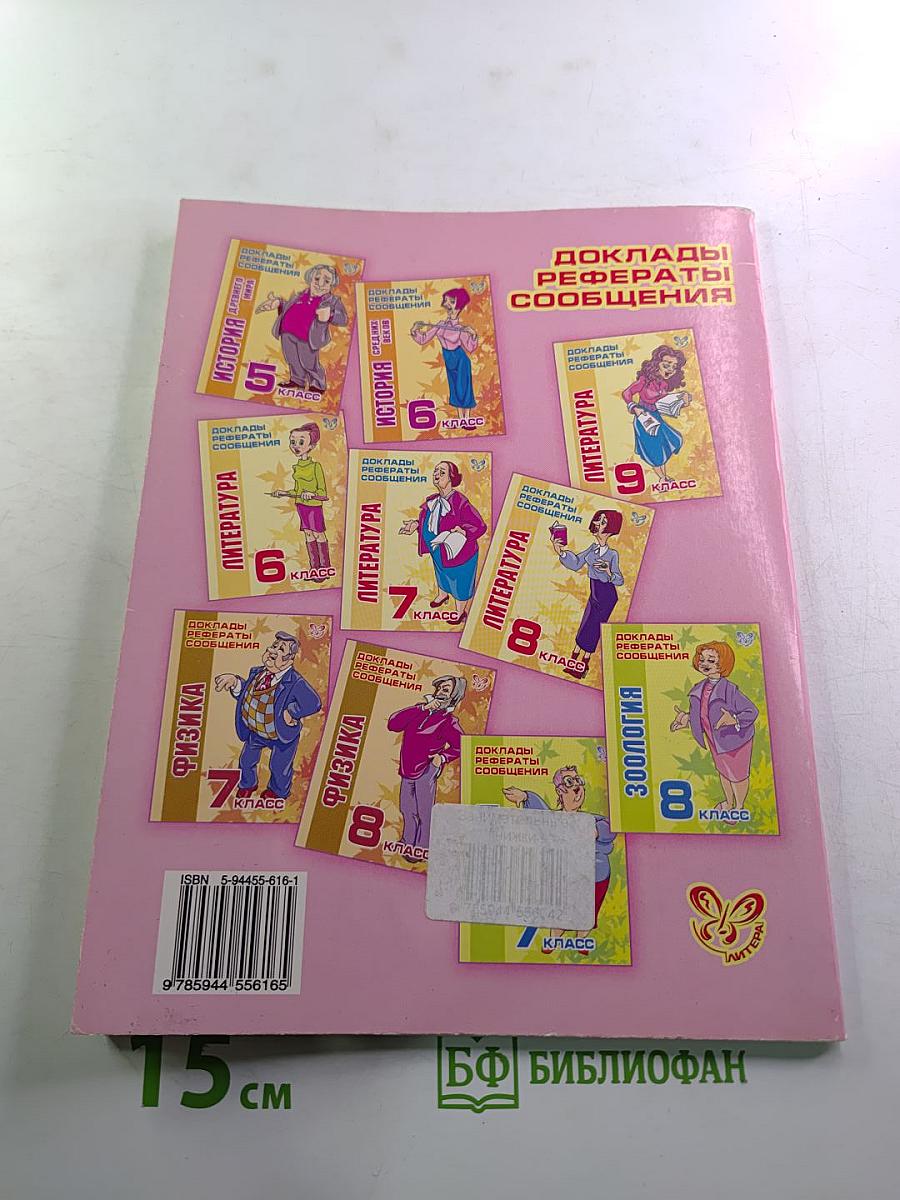 ДОКЛАДЫ
РЕФЕРАТЫ
СООБЩЕНИЯ
ДОКЛАДЫ
РЕФЕРАТЫ
СООБЩЕНИЯ
ИСТОРИЯ
ДРЕВНЕГО
МИРА
5 КЛАСС
ДОКЛАДЫ
РЕФЕРАТЫ
СООБЩЕНИЯ
ИСТОРИЯ
СРЕДНИХ
ВЕКОВ
6 КЛАСС
ДОКЛАДЫ
РЕФЕРАТЫ
СООБЩЕНИЯ
ЛИТЕРАТУРА
9 КЛАСС
ДОКЛАДЫ
РЕФЕРАТЫ
СООБЩЕНИЯ
ЛИТЕРАТУРА
6 КЛАСС
ДОКЛАДЫ
РЕФЕРАТЫ
СООБЩЕНИЯ
ЛИТЕРАТУРА
7 КЛАСС
ДОКЛАДЫ
РЕФЕРАТЫ
СООБЩЕНИЯ
ЛИТЕРАТУРА
8 КЛАСС
ДОКЛАДЫ
РЕФЕРАТЫ
СООБЩЕНИЯ
ФИЗИКА
7 КЛАСС
ДОКЛАДЫ
РЕФЕРАТЫ
СООБЩЕНИЯ
ФИЗИКА
8 КЛАСС
ДОКЛАДЫ
РЕФЕРАТЫ
СООБЩЕНИЯ
ЗООЛОГИЯ
8 КЛАСС
ДОКЛАДЫ
РЕФЕРАТЫ
СООБЩЕНИЯ
7 КЛАСС
ISBN 5-94455-616-1
9 785944 556165
ЛИТЕРА
15 см
БФ БИБЛИОФАН